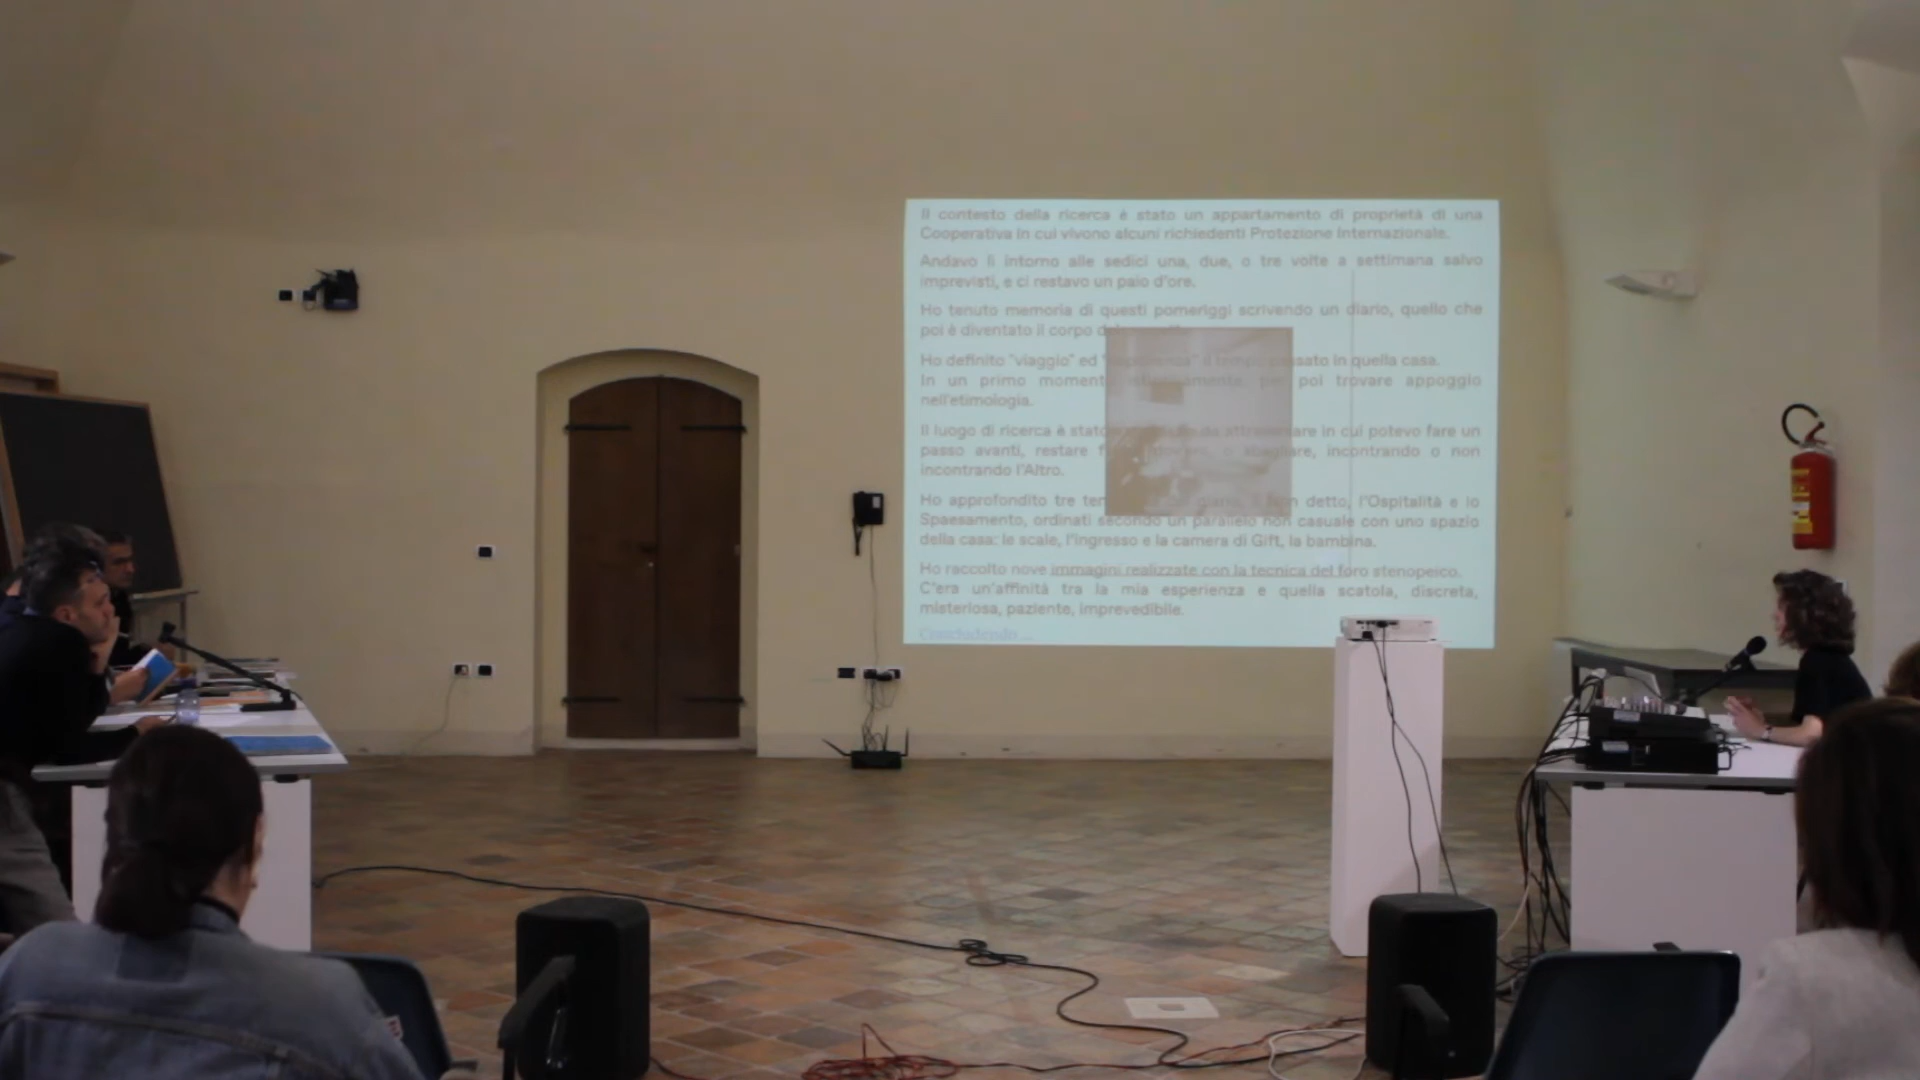 Il contesto della ricerca è stato un appartamento di proprietà di una
Cooperativa in cui vivono alcuni richiedenti Protezione Internazionale.
Andavo lì intorno alle sedici una, due, o tre volte a settimana salvo
imprevisti, e ci restavo un paio d'ore.
Ho tenuto memoria di questi pomeriggi scrivendo un diario, quello che
poi è diventato il corpo
Ho definito "viaggio" ed il tempo passato in quella casa.
In un primo momento poi trovare appoggio
nell'etimologia.
Il luogo di ricerca è stato da attraversare in cui potevo fare un
passo avanti, restare o sbagliare, incontrando o non
incontrando l'Altro.
Ho approfondito tre detto, l'Ospitalità e lo
Spaesamento, ordinati secondo un parallelo non casuale con uno spazio
della casa: le scale, l'ingresso e la camera di Gift, la bambina.
Ho raccolto nove immagini realizzate con la tecnica del foro stenopeico.
C'era un'affinità tra la mia esperienza e quella scatola, discreta,
misteriosa, paziente, imprevedibile.
Concludendo ...